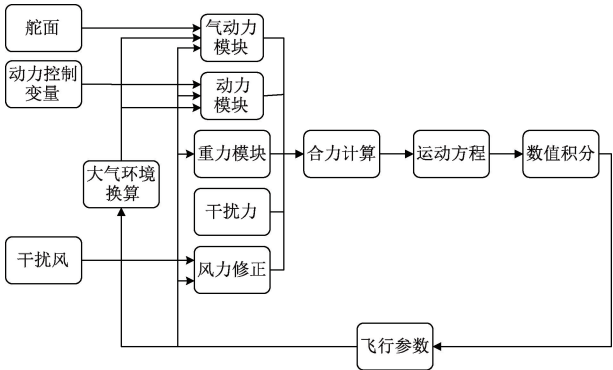 舵面
气动力
模块
动力控制
变量
动力
模块
大气环境
换算
重力模块
合力计算
运动方程
数值积分
干扰力
干扰风
风力修正
飞行参数